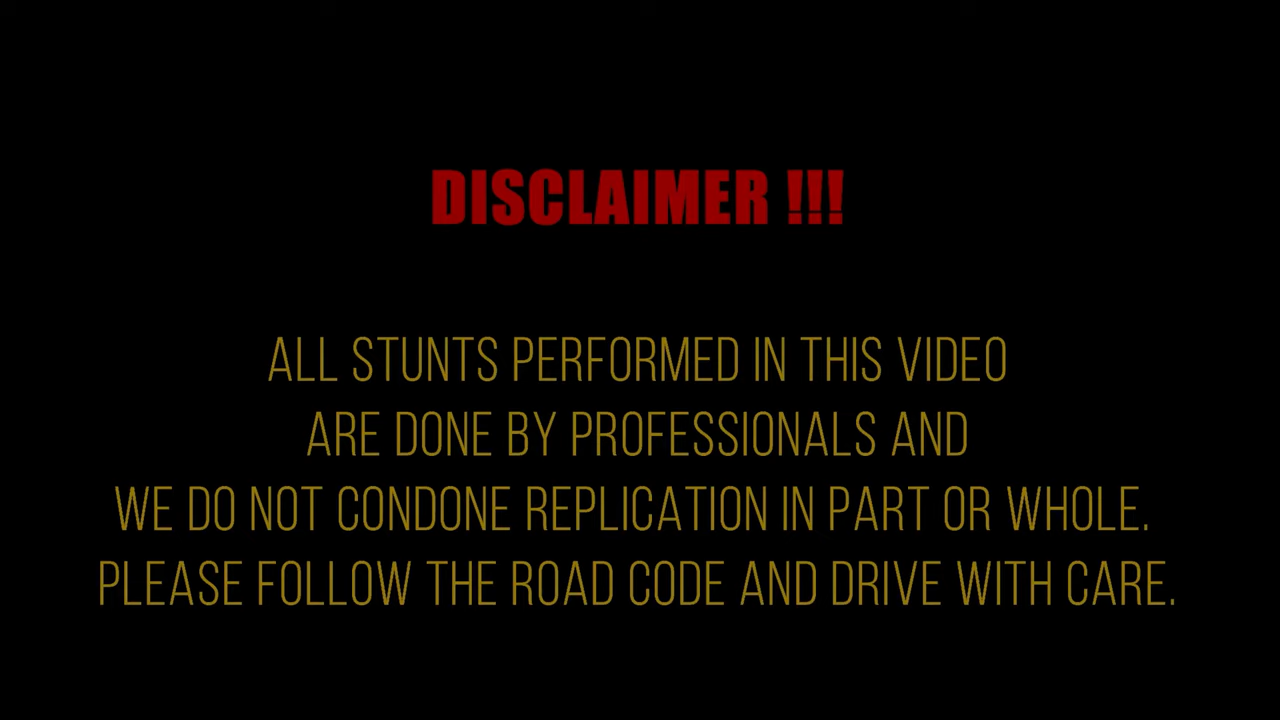 DISCLAIMER !!!
ALL STUNTS PERFORMED IN THIS VIDEO
ARE DONE BY PROFESSIONALS AND
WE DO NOT CONDONE REPLICATION IN PART OR WHOLE.
PLEASE FOLLOW THE ROAD CODE AND DRIVE WITH CARE.